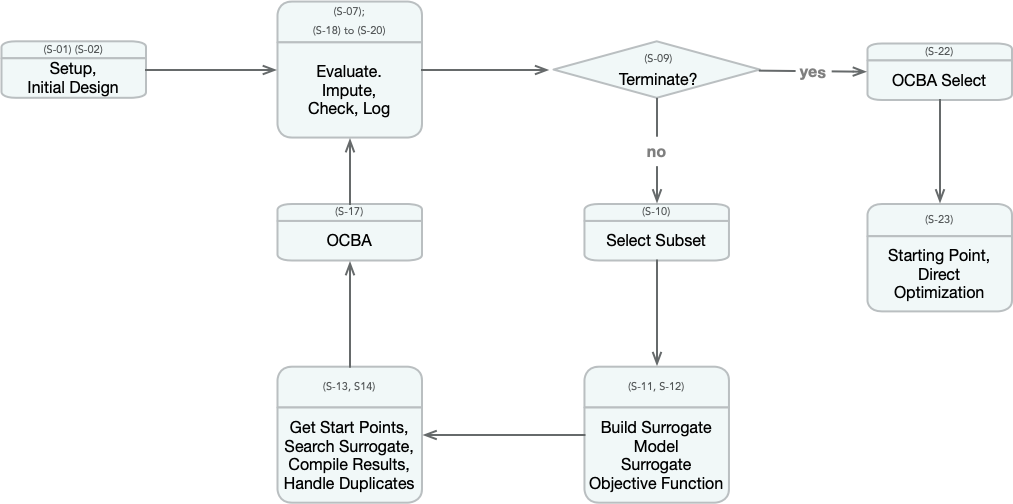 (S-01) (S-02)
Setup,
Initial Design
(S-07);
(S-18) to (S-20)
Evaluate.
Impute,
Check, Log
(S-09)
Terminate?
yes
(S-22)
OCBA Select
no
(S-17)
OCBA
(S-10)
Select Subset
(S-23)
Starting Point,
Direct
Optimization
(S-13, S14)
Get Start Points,
Search Surrogate,
Compile Results,
Handle Duplicates
(S-11, S-12)
Build Surrogate
Model
Surrogate
Objective Function